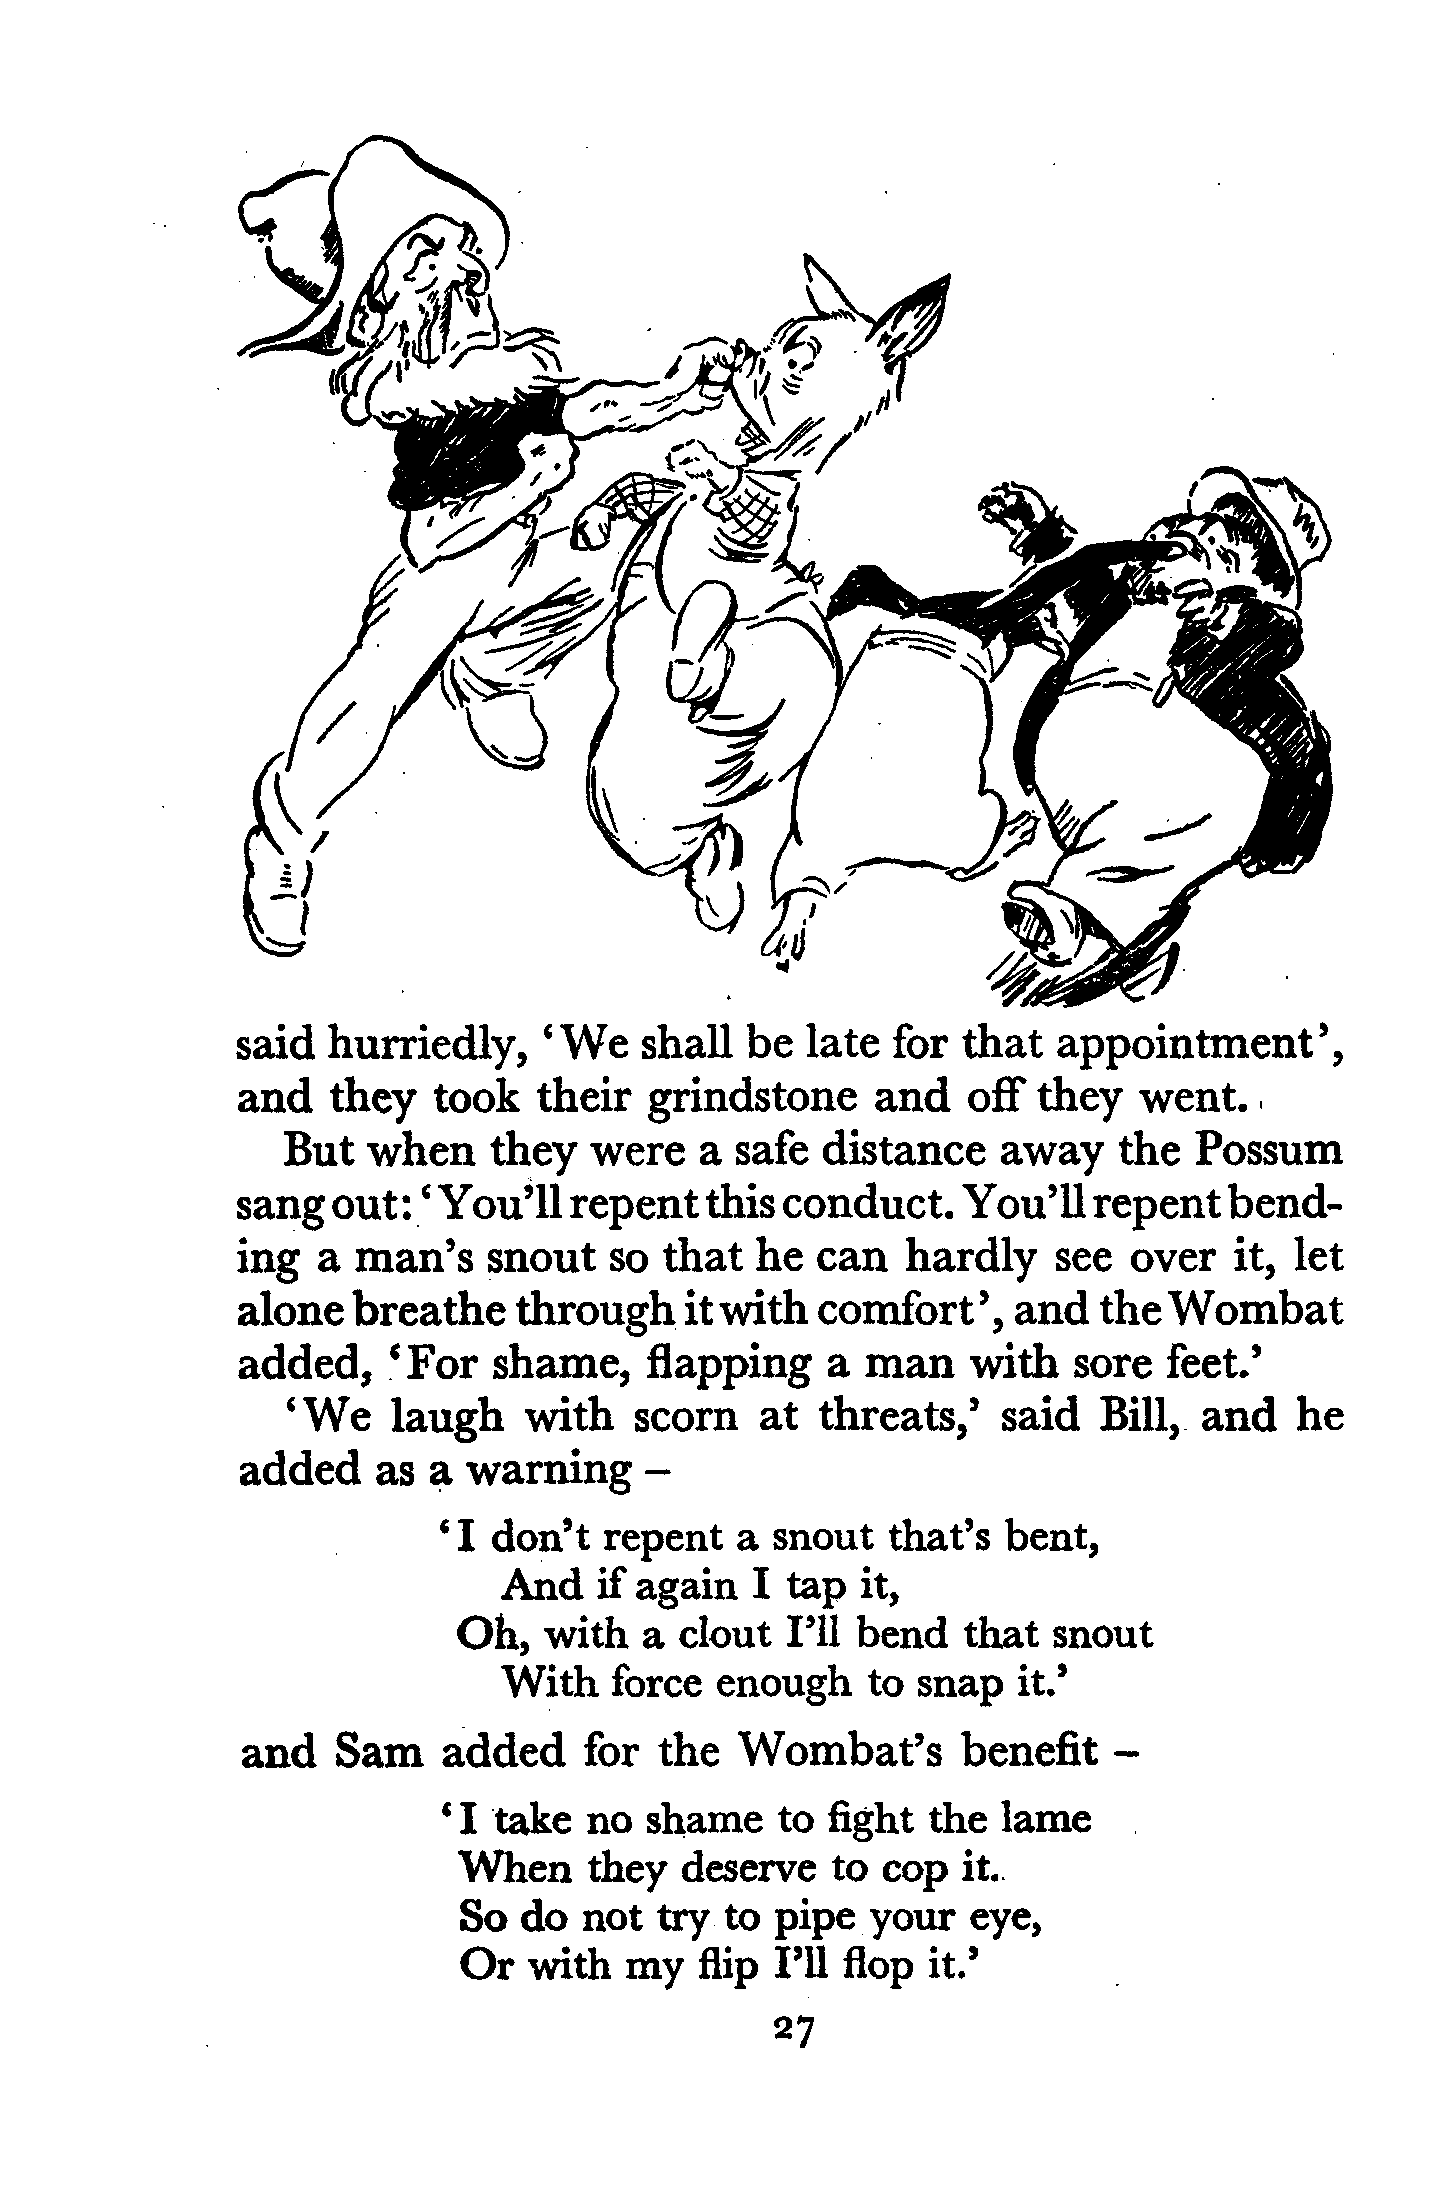 said hurriedly, ‘We shall be late for that appointment’,
and they took their grindstone and off they went.
But when they were a safe distance away the Possum
sang out: ‘You’ll repent this conduct. You’ll repent bend-
ing a man’s snout so that he can hardly see over it, let
alone breathe through it with comfort’, and the Wombat
added, ‘For shame, flapping a man with sore feet.’
‘We laugh with scorn at threats,’ said Bill, and he
added as a warning –
‘I don’t repent a snout that’s bent,
And if again I tap it,
Oh, with a clout I’ll bend that snout
With force enough to snap it.’
and Sam added for the Wombat’s benefit –
‘I take no shame to fight the lame
When they deserve to cop it.
So do not try to pipe your eye,
Or with my flip I’ll flop it.’
27